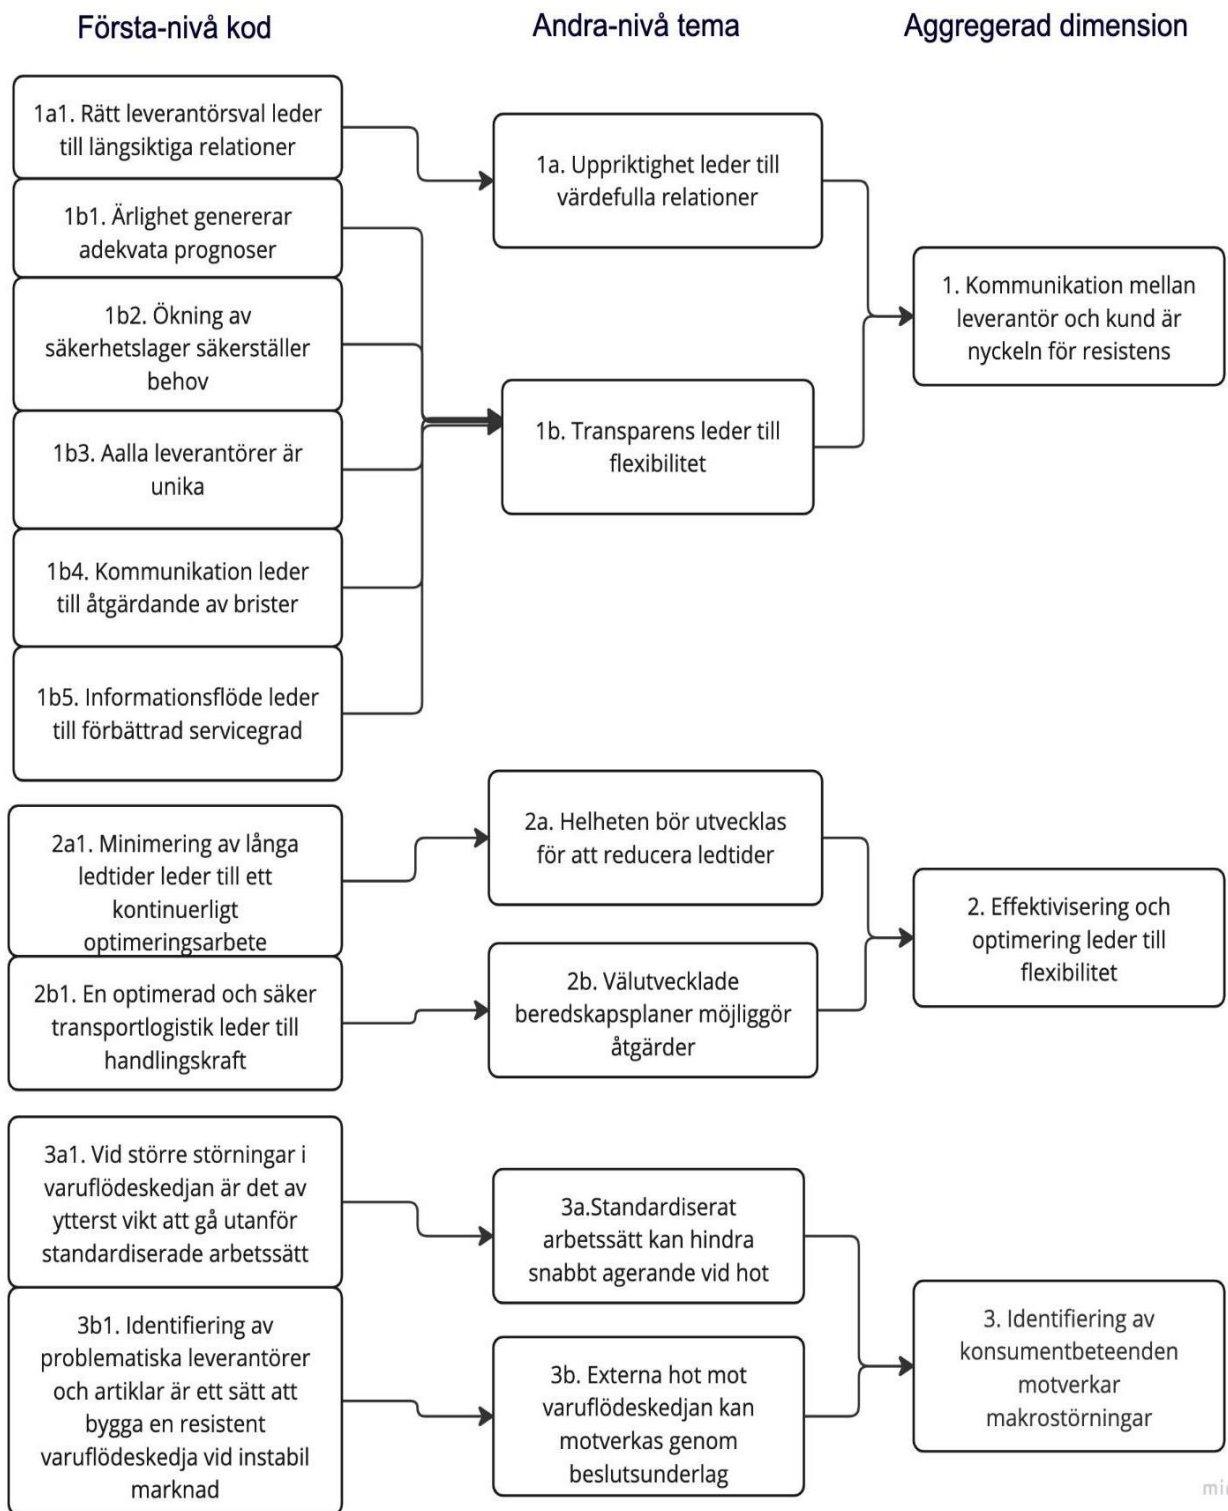 Första-nivå kod
Andra-nivå tema
Aggregerad dimension
1a1. Rätt leverantörsval leder
till längsiktiga relationer
1b1. Ärlighet genererar
adekvata prognoser
1b2. Ökning av
säkerhetslager säkerställer
behov
1b3. Aalla leverantörer är
unika
1b4. Kommunikation leder
till åtgärdande av brister
1b5. Informationsflöde leder
till förbättrad servicegrad
1a. Uppriktighet leder till
värdefulla relationer
1b. Transparens leder till
flexibilitet
1. Kommunikation mellan
leverantör och kund är
nyckeln för resistens
2a1. Minimering av långa
ledtider leder till ett
kontinuerligt
optimeringsarbete
2b1. En optimerad och säker
transportlogistik leder till
handlingskraft
2a. Helheten bör utvecklas
för att reducera ledtider
2b. Välutvecklade
beredskapsplaner möjliggör
åtgärder
2. Effektivisering och
optimering leder till
flexibilitet
3a1. Vid större störningar i
varuflödeskedjan är det av
ytterst vikt att gå utanför
standardiserade arbetssätt
3b1. Identifiering av
problematiska leverantörer
och artiklar är ett sätt att
bygga en resistent
varuflödeskedja vid instabil
marknad
3a.Standardiserat
arbetssätt kan hindra
snabbt agerande vid hot
3b. Externa hot mot
varuflödeskedjan kan
motverkas genom
beslutsunderlag
3. Identifiering av
konsumentbeteenden
motverkar
makrostörningar